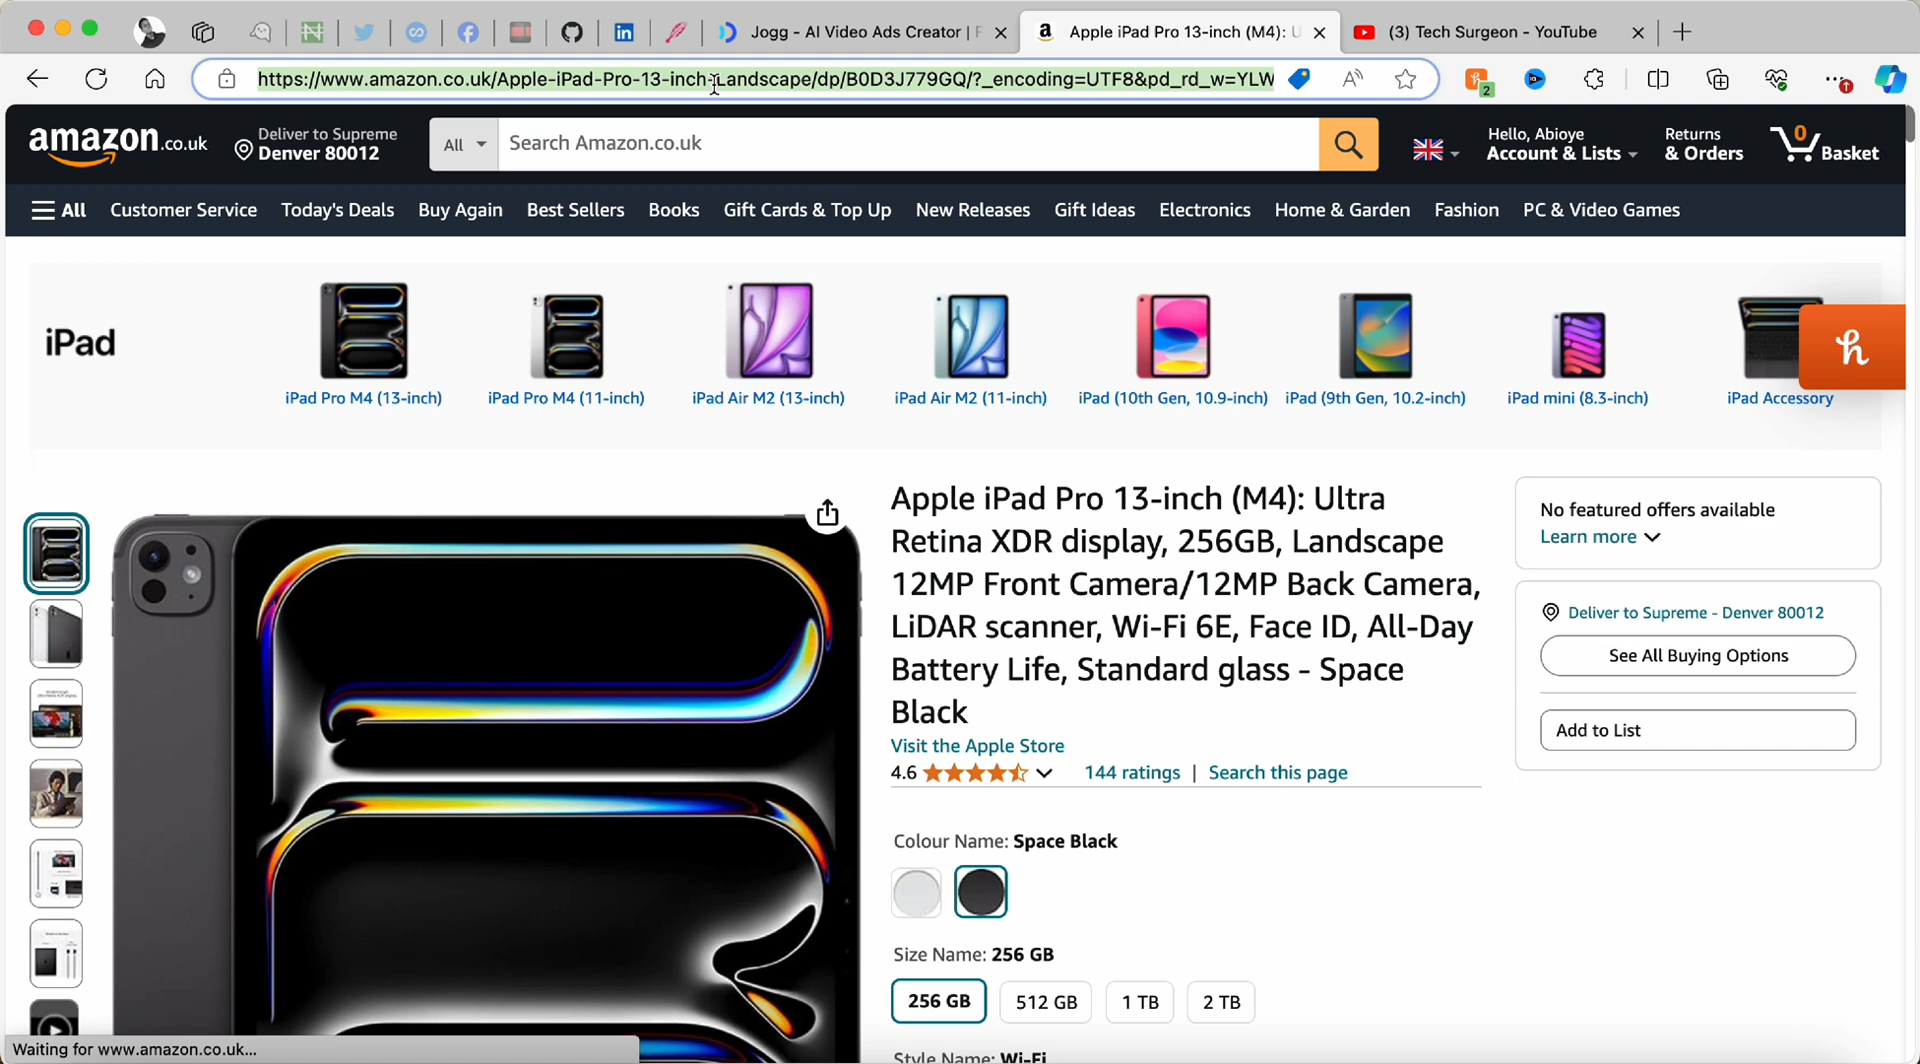 Jogg - AI Video Ads Creator | F
Apple iPad Pro 13-inch (M4): U
(3) Tech Surgeon - YouTube
https://www.amazon.co.uk/Apple-iPad-Pro-13-inch-Landscape/dp/B0D3J779GQ/?_encoding=UTF8&pd_rd_w=YLW
2
amazon.co.uk
Deliver to Supreme
Denver 80012
All
Search Amazon.co.uk
Hello, Abioye
Account & Lists
Returns
& Orders
0
Basket
All
Customer Service
Today's Deals
Buy Again
Best Sellers
Books
Gift Cards & Top Up
New Releases
Gift Ideas
Electronics
Home & Garden
Fashion
PC & Video Games
iPad
iPad Pro M4 (13-inch)
iPad Pro M4 (11-inch)
iPad Air M2 (13-inch)
iPad Air M2 (11-inch)
iPad (10th Gen, 10.9-inch)
iPad (9th Gen, 10.2-inch)
iPad mini (8.3-inch)
iPad Accessory
h
Apple iPad Pro 13-inch (M4): Ultra
Retina XDR display, 256GB, Landscape
12MP Front Camera/12MP Back Camera,
LiDAR scanner, Wi-Fi 6E, Face ID, All-Day
Battery Life, Standard glass - Space
Black
Visit the Apple Store
4.6
144 ratings | Search this page
Colour Name: Space Black
Size Name: 256 GB
256 GB
512 GB
1 TB
2 TB
Style Name: Wi-Fi
No featured offers available
Learn more
Deliver to Supreme - Denver 80012
See All Buying Options
Add to List
Waiting for www.amazon.co.uk...